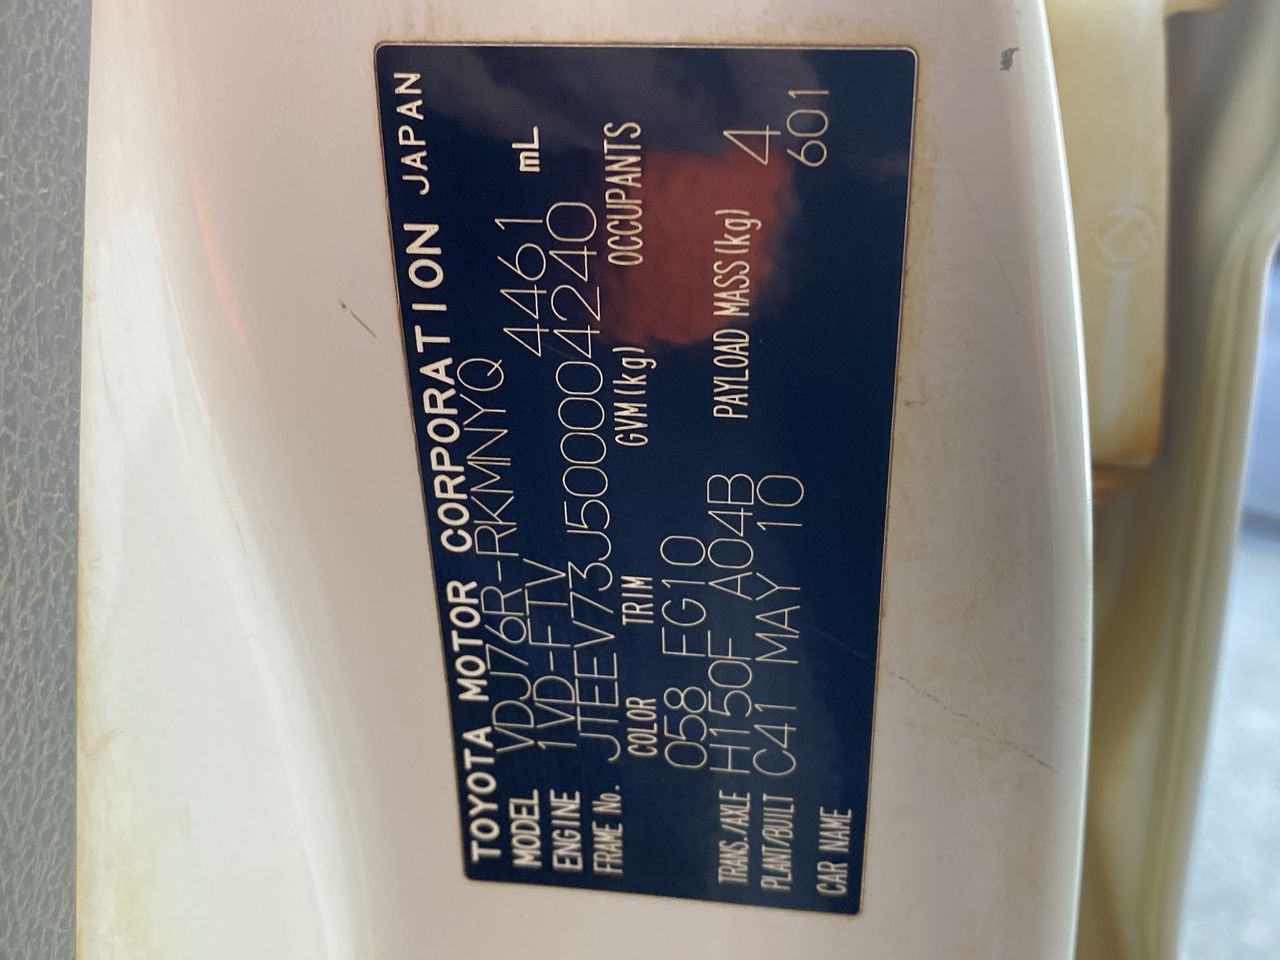 TOYOTA MOTOR CORPORATION JAPAN
MODEL VDJ76R-RKMNYQ
ENGINE 1VD-FTV 4461 mL
FRAME No. JTEEV73J500004240
COLOR TRIM GVM(kg) OCCUPANTS
058 FG10 4
TRANS./AXLE H150F A04B PAYLOAD MASS(kg) 601
PLANT/BUILT C41 MAY 10
CAR NAME